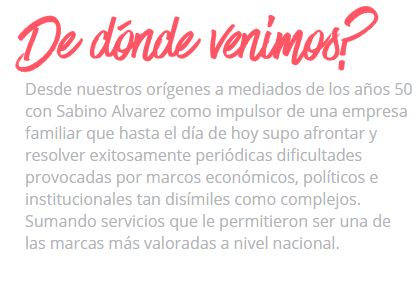 De dónde venimos?
Desde nuestros orígenes a mediados de los años 50
con Sabino Alvarez como impulsor de una empresa
familiar que hasta el día de hoy supo afrontar y
resolver exitosamente periódicas dificultades
provocadas por marcos económicos, políticos e
institucionales tan disímiles como complejos.
Sumando servicios que le permitieron ser una de
las marcas más valoradas a nivel nacional.